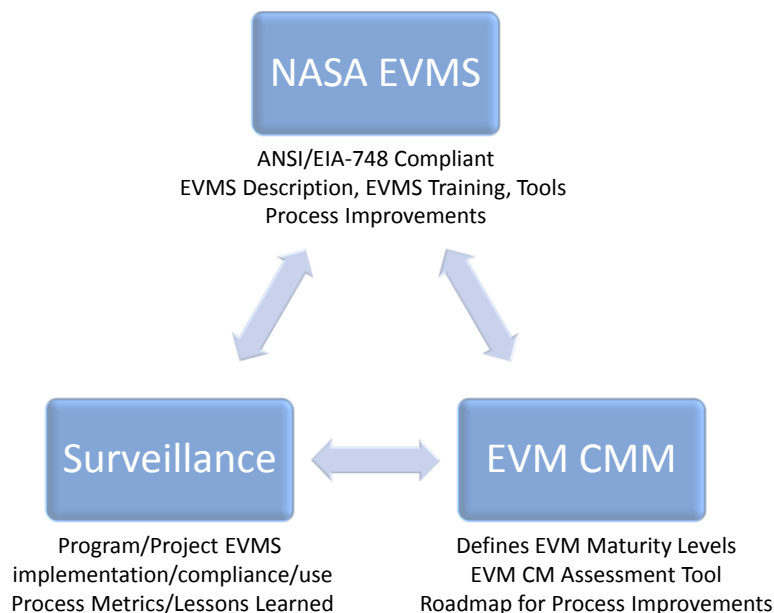 NASA EVMS
ANSI/EIA-748 Compliant
EVMS Description, EVMS Training, Tools
Process Improvements
Surveillance
Program/Project EVMS
implementation/compliance/use
Process Metrics/Lessons Learned
EVM CMM
Defines EVM Maturity Levels
EVM CM Assessment Tool
Roadmap for Process Improvements